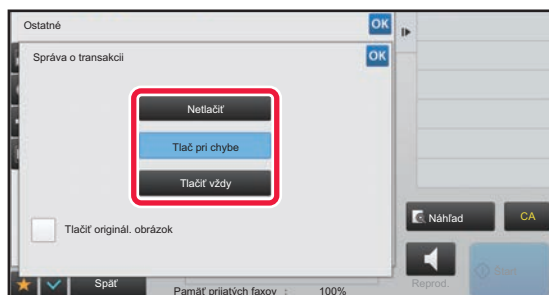 Ostatné
OK
Správa o transakcii
OK
Netlačiť
Tlač pri chybe
Tlačiť vždy
Tlačiť originál. obrázok
Náhľad
CA
Späť
Pamäť prijatých faxov : 100%
Reprod.
Štart